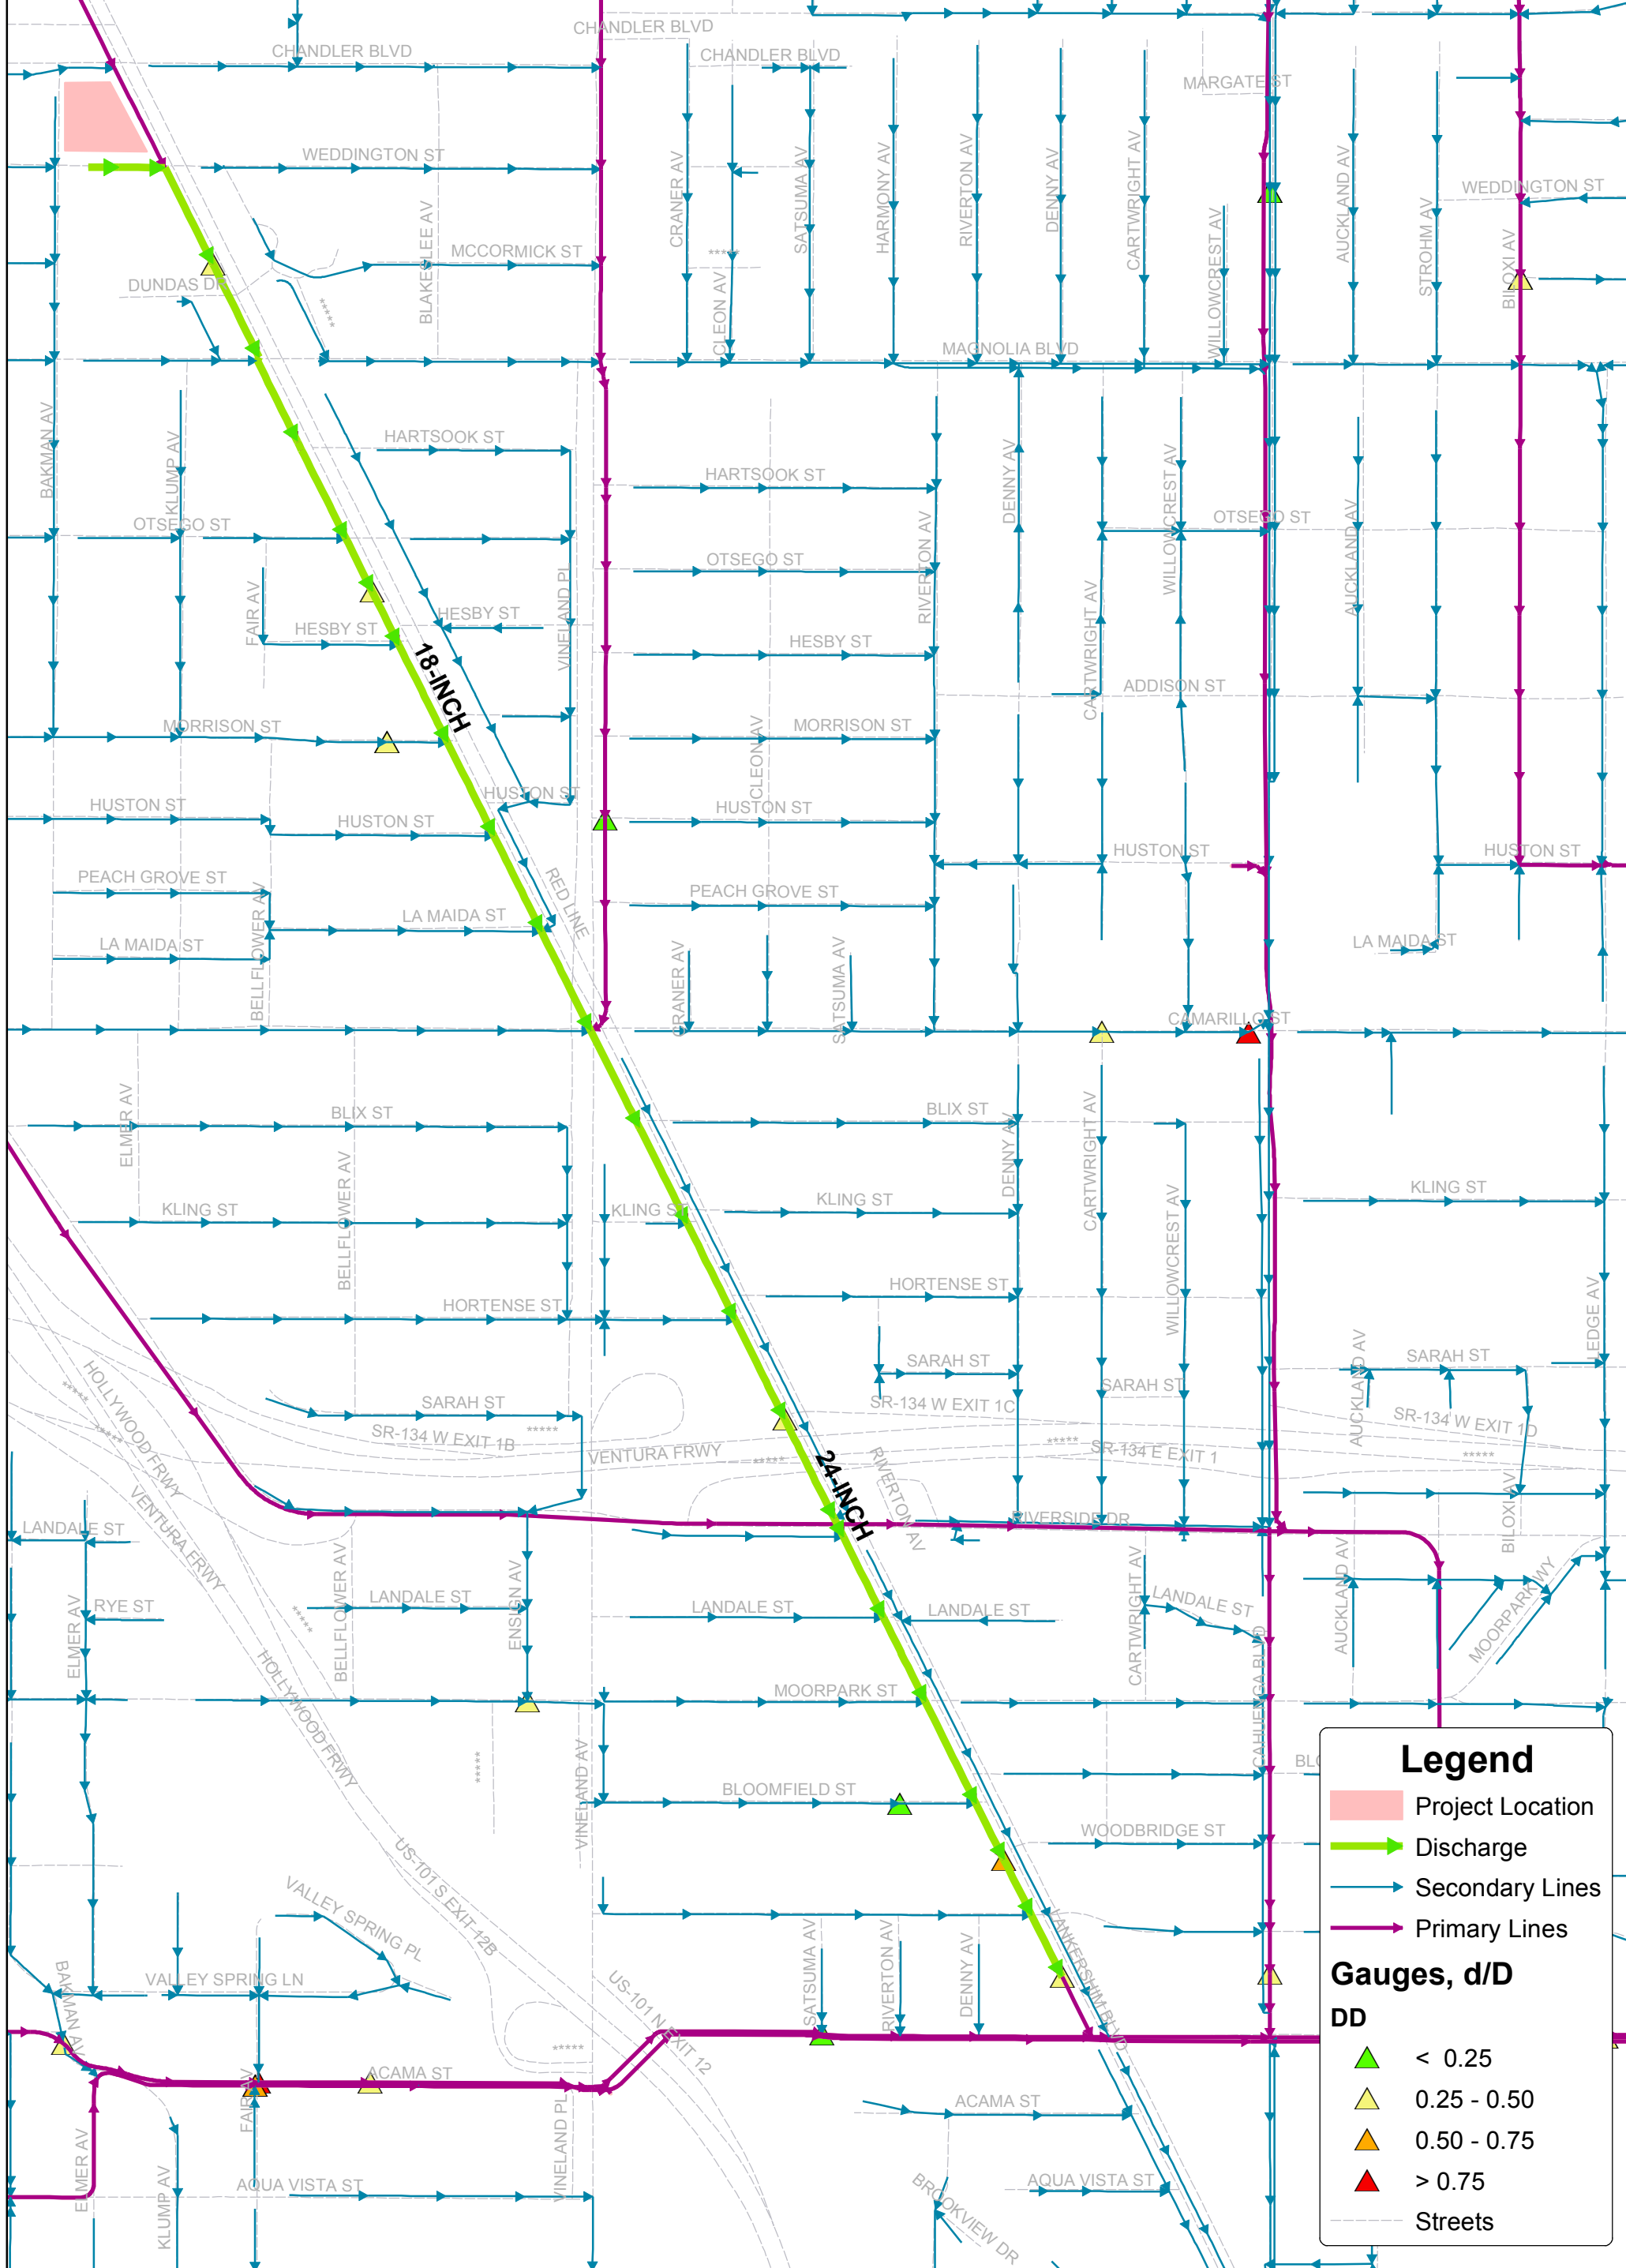 CHANDLER BLVD
CHANDLER BLVD
CHANDLER BLVD
MARGATE ST
WEDDINGTON ST
WEDDINGTON ST
CRANER AV
SATSUMA AV
HARMONY AV
RIVERTON AV
DENNY AV
CARTWRIGHT AV
WILLOWCREST AV
AUCKLAND AV
STROHM AV
BILOXI AV
BLAKESLEE AV
MCCORMICK ST
*****
CLEON AV
DUNDAS DR
*****
MAGNOLIA BLVD
BAKMAN AV
KLUMP AV
HARTSOOK ST
HARTSOOK ST
DENNY AV
WILLOWCREST AV
AUCKLAND AV
OTSEGO ST
OTSEGO ST
OTSEGO ST
RIVERTON AV
VINELAND PL
FAIR AV
HESBY ST
HESBY ST
HESBY ST
CARTWRIGHT AV
18-INCH
ADDISON ST
MORRISON ST
MORRISON ST
CLEON AV
HUSTON ST
HUSTON ST
HUSTON ST
HUSTON ST
HUSTON ST
HUSTON ST
PEACH GROVE ST
PEACH GROVE ST
RED LINE
BELLFLOWER AV
LA MAIDA ST
LA MAIDA ST
LA MAIDA ST
CRANER AV
SATSUMA AV
CAMARILLO ST
ELMER AV
BLIX ST
BLIX ST
DENNY AV
CARTWRIGHT AV
BELLFLOWER AV
WILLOWCREST AV
KLING ST
KLING ST
KLING ST
KLING ST
HORTENSE ST
HORTENSE ST
LEDGE AV
SARAH ST
SARAH ST
SARAH ST
SARAH ST
AUCKLAND AV
HOLLYWOOD FRWY
*****
*****
SR-134 W EXIT 1C
SR-134 W EXIT 1D
SR-134 W EXIT 1B
*****
VENTURA FRWY
*****
*****
SR-134 E EXIT 1
*****
24-INCH
RIVERTON AV
BILOXI AV
VENTURA FRWY
RIVERSIDE DR
LANDALE ST
BELLFLOWER AV
ENSIGN AV
ELMER AV
RYE ST
LANDALE ST
LANDALE ST
LANDALE ST
CARTWRIGHT AV
LANDALE ST
AUCKLAND AV
MOORPARK WY
*****
HOLLYWOOD FRWY
MOORPARK ST
CAHUENGA BLVD
*****
VINELAND AV
BLOOMFIELD ST
BLO
WOODBRIDGE ST
US-101 S EXIT 12B
VALLEY SPRING PL
SATSUMA AV
RIVERTON AV
DENNY AV
LANKERSHIM BLVD
BAKMAN AV
VALLEY SPRING LN
US-101 N EXIT 12
*****
ACAMA ST
FAIR AV
ELMER AV
KLUMP AV
VINELAND PL
ACAMA ST
AQUA VISTA ST
AQUA VISTA ST
BROOKVIEW DR
Legend
Project Location
Discharge
Secondary Lines
Primary Lines
Gauges, d/D
DD
< 0.25
0.25 - 0.50
0.50 - 0.75
> 0.75
Streets